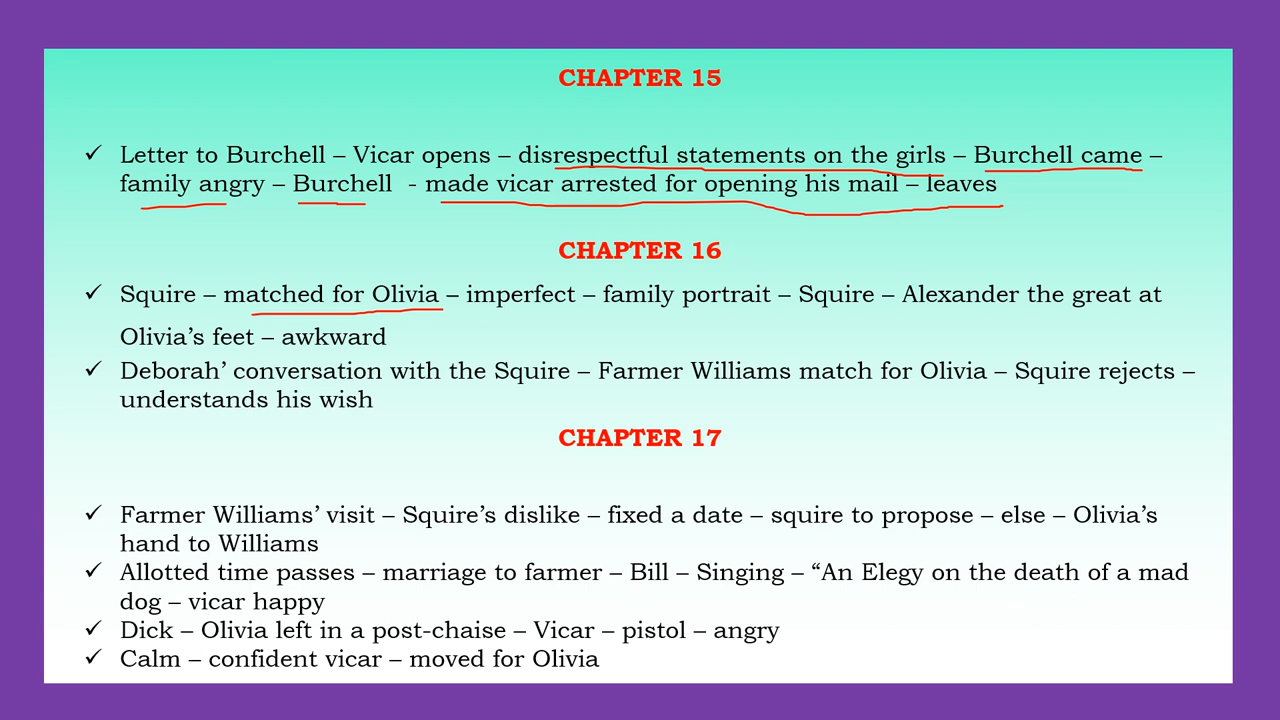 CHAPTER 15
✓ Letter to Burchell – Vicar opens – disrespectful statements on the girls – Burchell came –
family angry – Burchell - made vicar arrested for opening his mail – leaves
CHAPTER 16
✓ Squire – matched for Olivia – imperfect – family portrait – Squire – Alexander the great at
Olivia’s feet – awkward
✓ Deborah’ conversation with the Squire – Farmer Williams match for Olivia – Squire rejects –
understands his wish
CHAPTER 17
✓ Farmer Williams’ visit – Squire’s dislike – fixed a date – squire to propose – else – Olivia’s
hand to Williams
✓ Allotted time passes – marriage to farmer – Bill – Singing – “An Elegy on the death of a mad
dog – vicar happy
✓ Dick – Olivia left in a post-chaise – Vicar – pistol – angry
✓ Calm – confident vicar – moved for Olivia